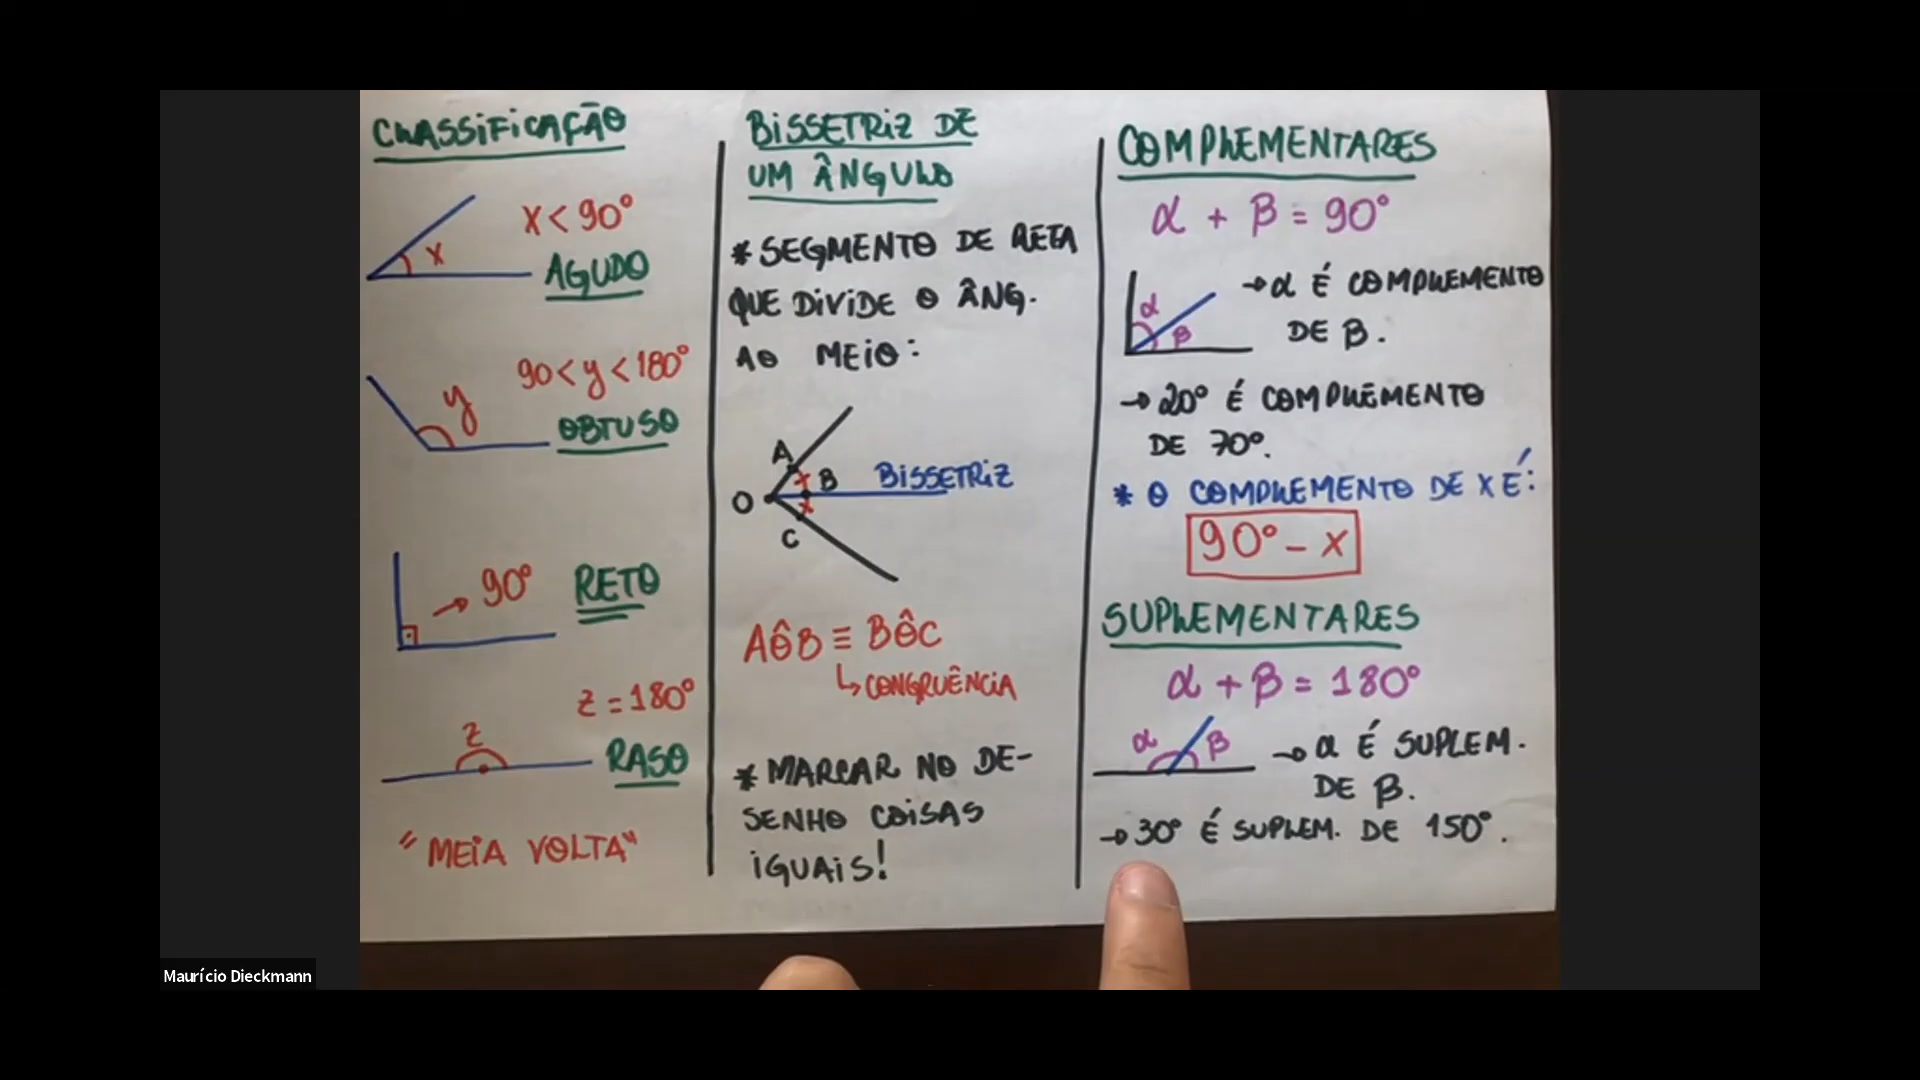 CLASSIFICAÇÃO
X < 90°
X
AGUDO
90 < y < 180°
y
OBTUSO
→ 90° RETO
Z = 180°
Z
RASO
"MEIA VOLTA"
BISSETRIZ DE
UM ÂNGULO
* SEGMENTO DE RETA
QUE DIVIDE O ÂNG.
AO MEIO:
A
X B BISSETRIZ
O
X
C
AÔB ≡ BÔC
↳ CONGRUÊNCIA
* MARCAR NO DE-
SENHO COISAS
IGUAIS!
COMPLEMENTARES
α + β = 90°
α
β
→ α É COMPLEMENTO
DE β.
→ 20° É COMPLEMENTO
DE 70°.
* O COMPLEMENTO DE X É:
90° - X
SUPLEMENTARES
α + β = 180°
α β
→ α É SUPLEM.
DE β.
→ 30° É SUPLEM. DE 150°.
Maurício Dieckmann